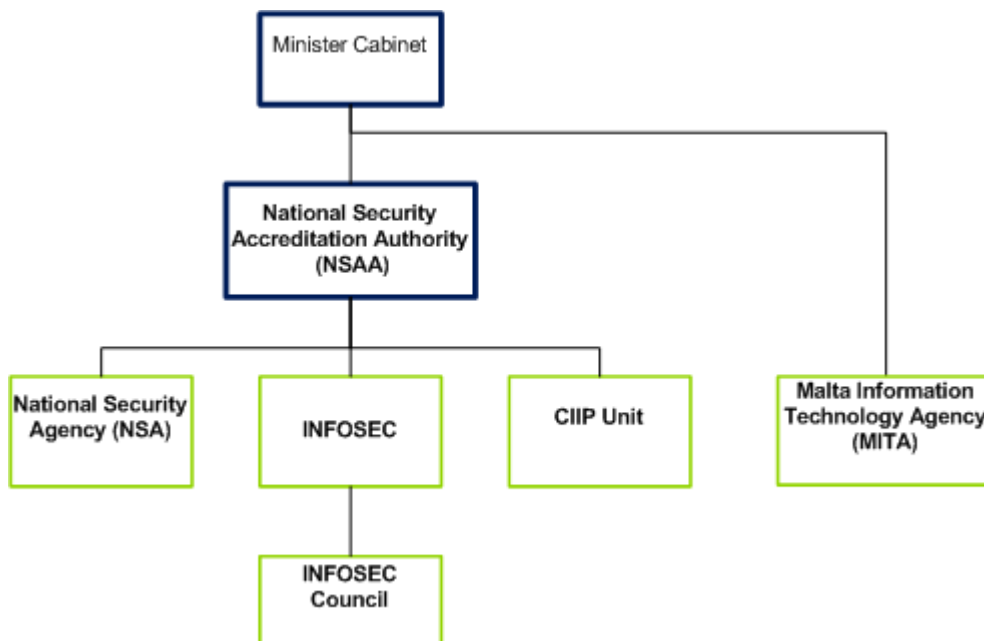 Minister Cabinet
National Security
Accreditation Authority
(NSAA)
National Security
Agency (NSA)
INFOSEC
CIIP Unit
Malta Information
Technology Agency
(MITA)
INFOSEC
Council